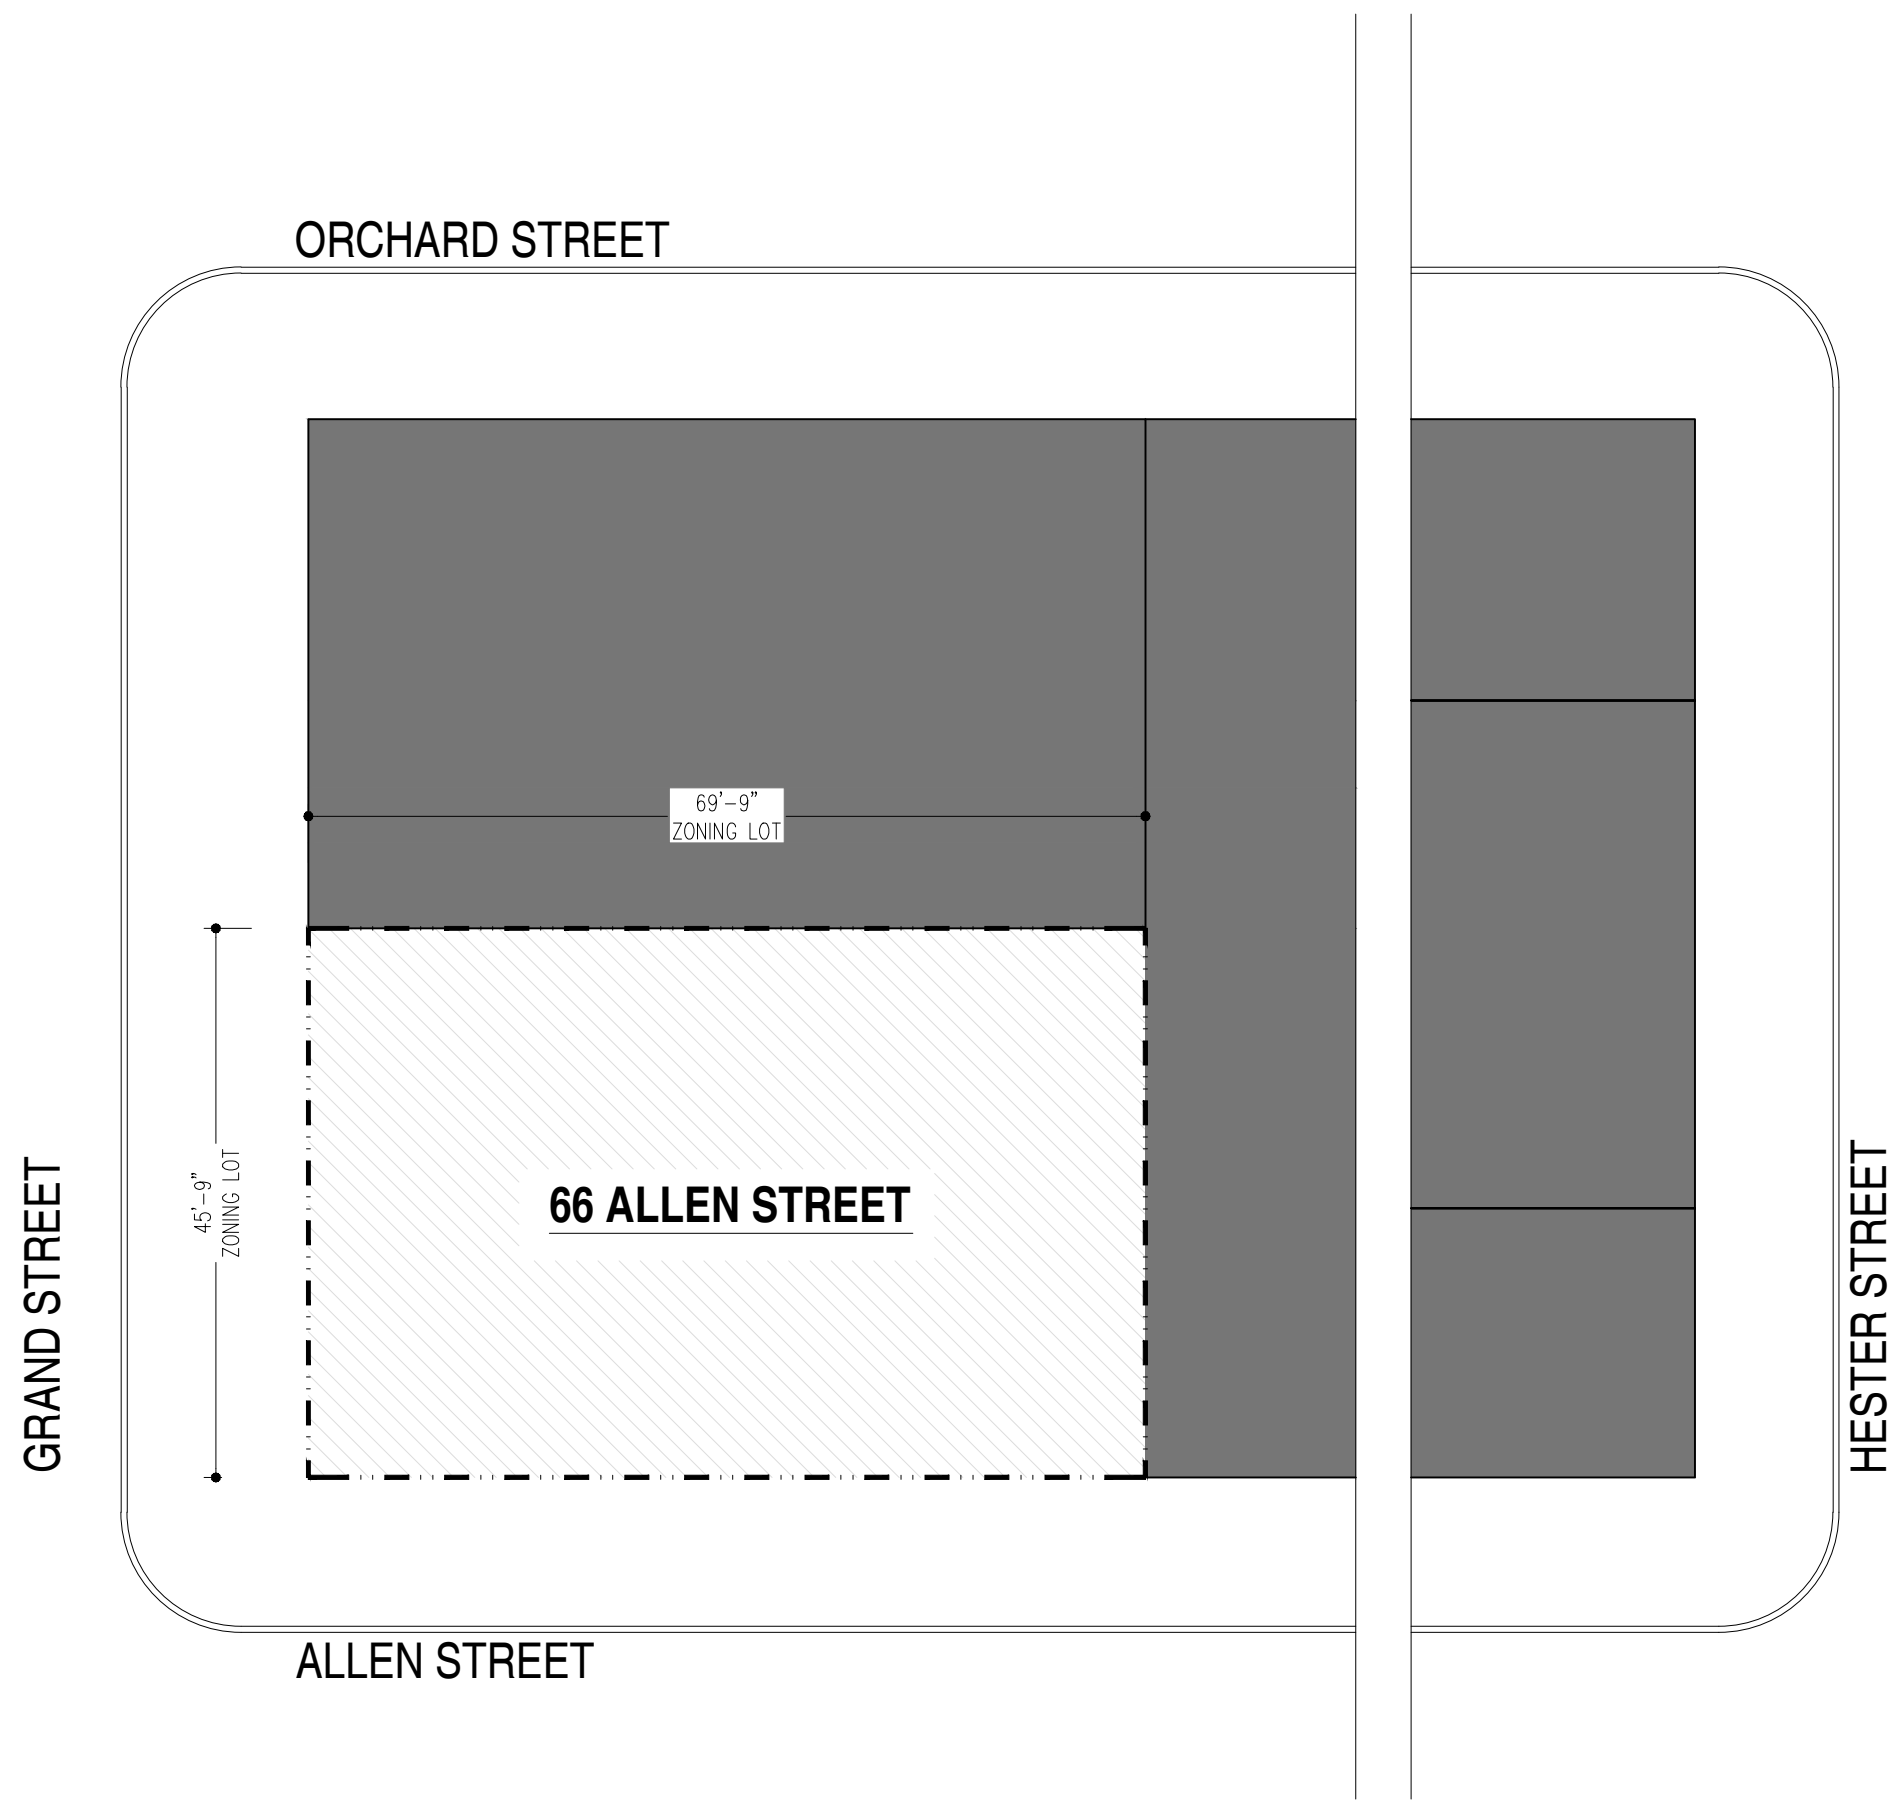 ORCHARD STREET
69'-9"
ZONING LOT
45'-9"
ZONING LOT
66 ALLEN STREET
GRAND STREET
HESTER STREET
ALLEN STREET